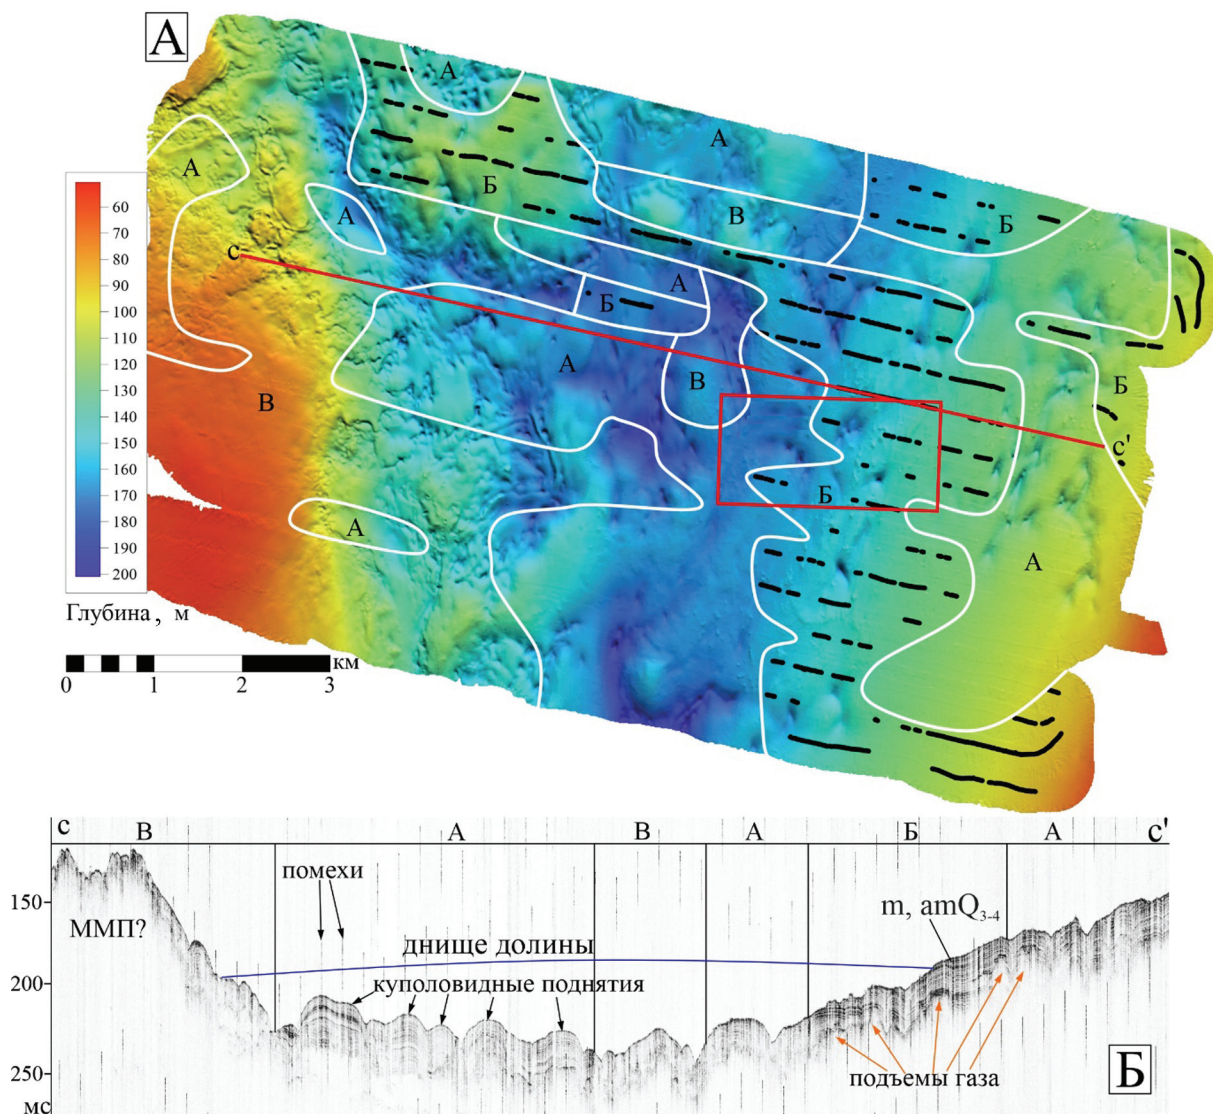 А
А
А
А
Б
А
А
Б
В
А
с
Б
А
В
Б
В
с'
Б
А
А
60
70
80
90
100
110
120
130
140
150
160
170
180
190
200
Глубина, м
км
0 1 2 3
с В А В А Б А с'
помехи
150
m, amQ3-4
ММП?
днище долины
200
куполовидные поднятия
250
подъемы газа
Б
мс